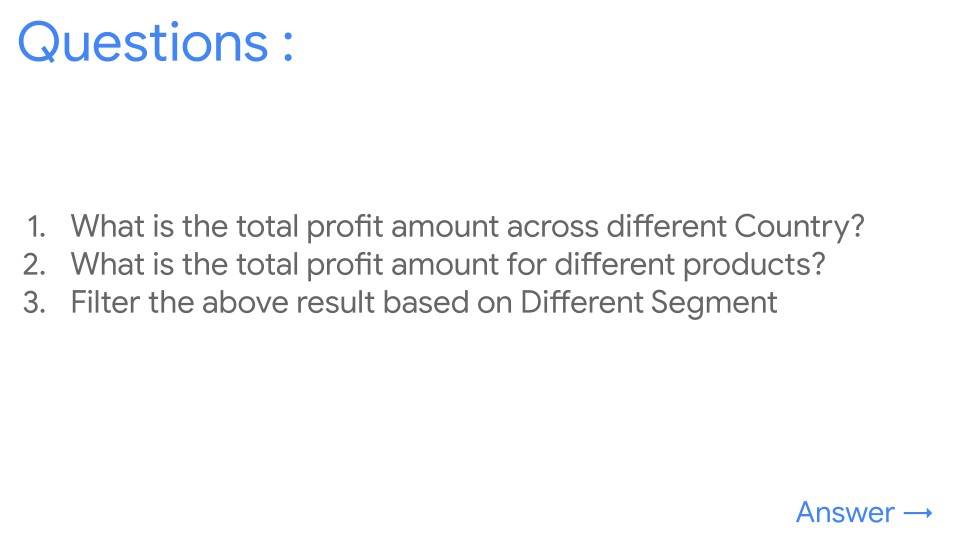 Questions :
1. What is the total profit amount across different Country?
2. What is the total profit amount for different products?
3. Filter the above result based on Different Segment
Answer →